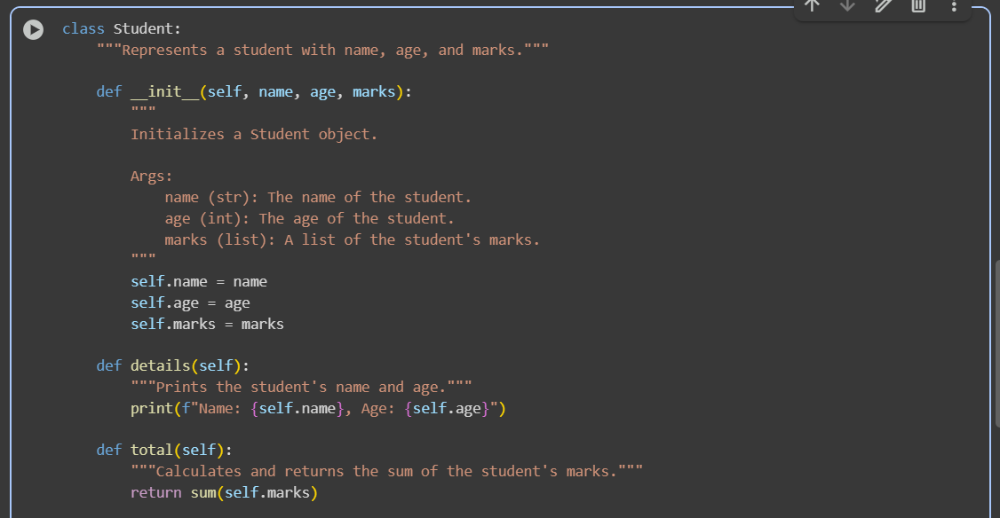 class Student:
    """Represents a student with name, age, and marks."""

    def __init__(self, name, age, marks):
        """
        Initializes a Student object.

        Args:
            name (str): The name of the student.
            age (int): The age of the student.
            marks (list): A list of the student's marks.
        """
        self.name = name
        self.age = age
        self.marks = marks

    def details(self):
        """Prints the student's name and age."""
        print(f"Name: {self.name}, Age: {self.age}")

    def total(self):
        """Calculates and returns the sum of the student's marks."""
        return sum(self.marks)